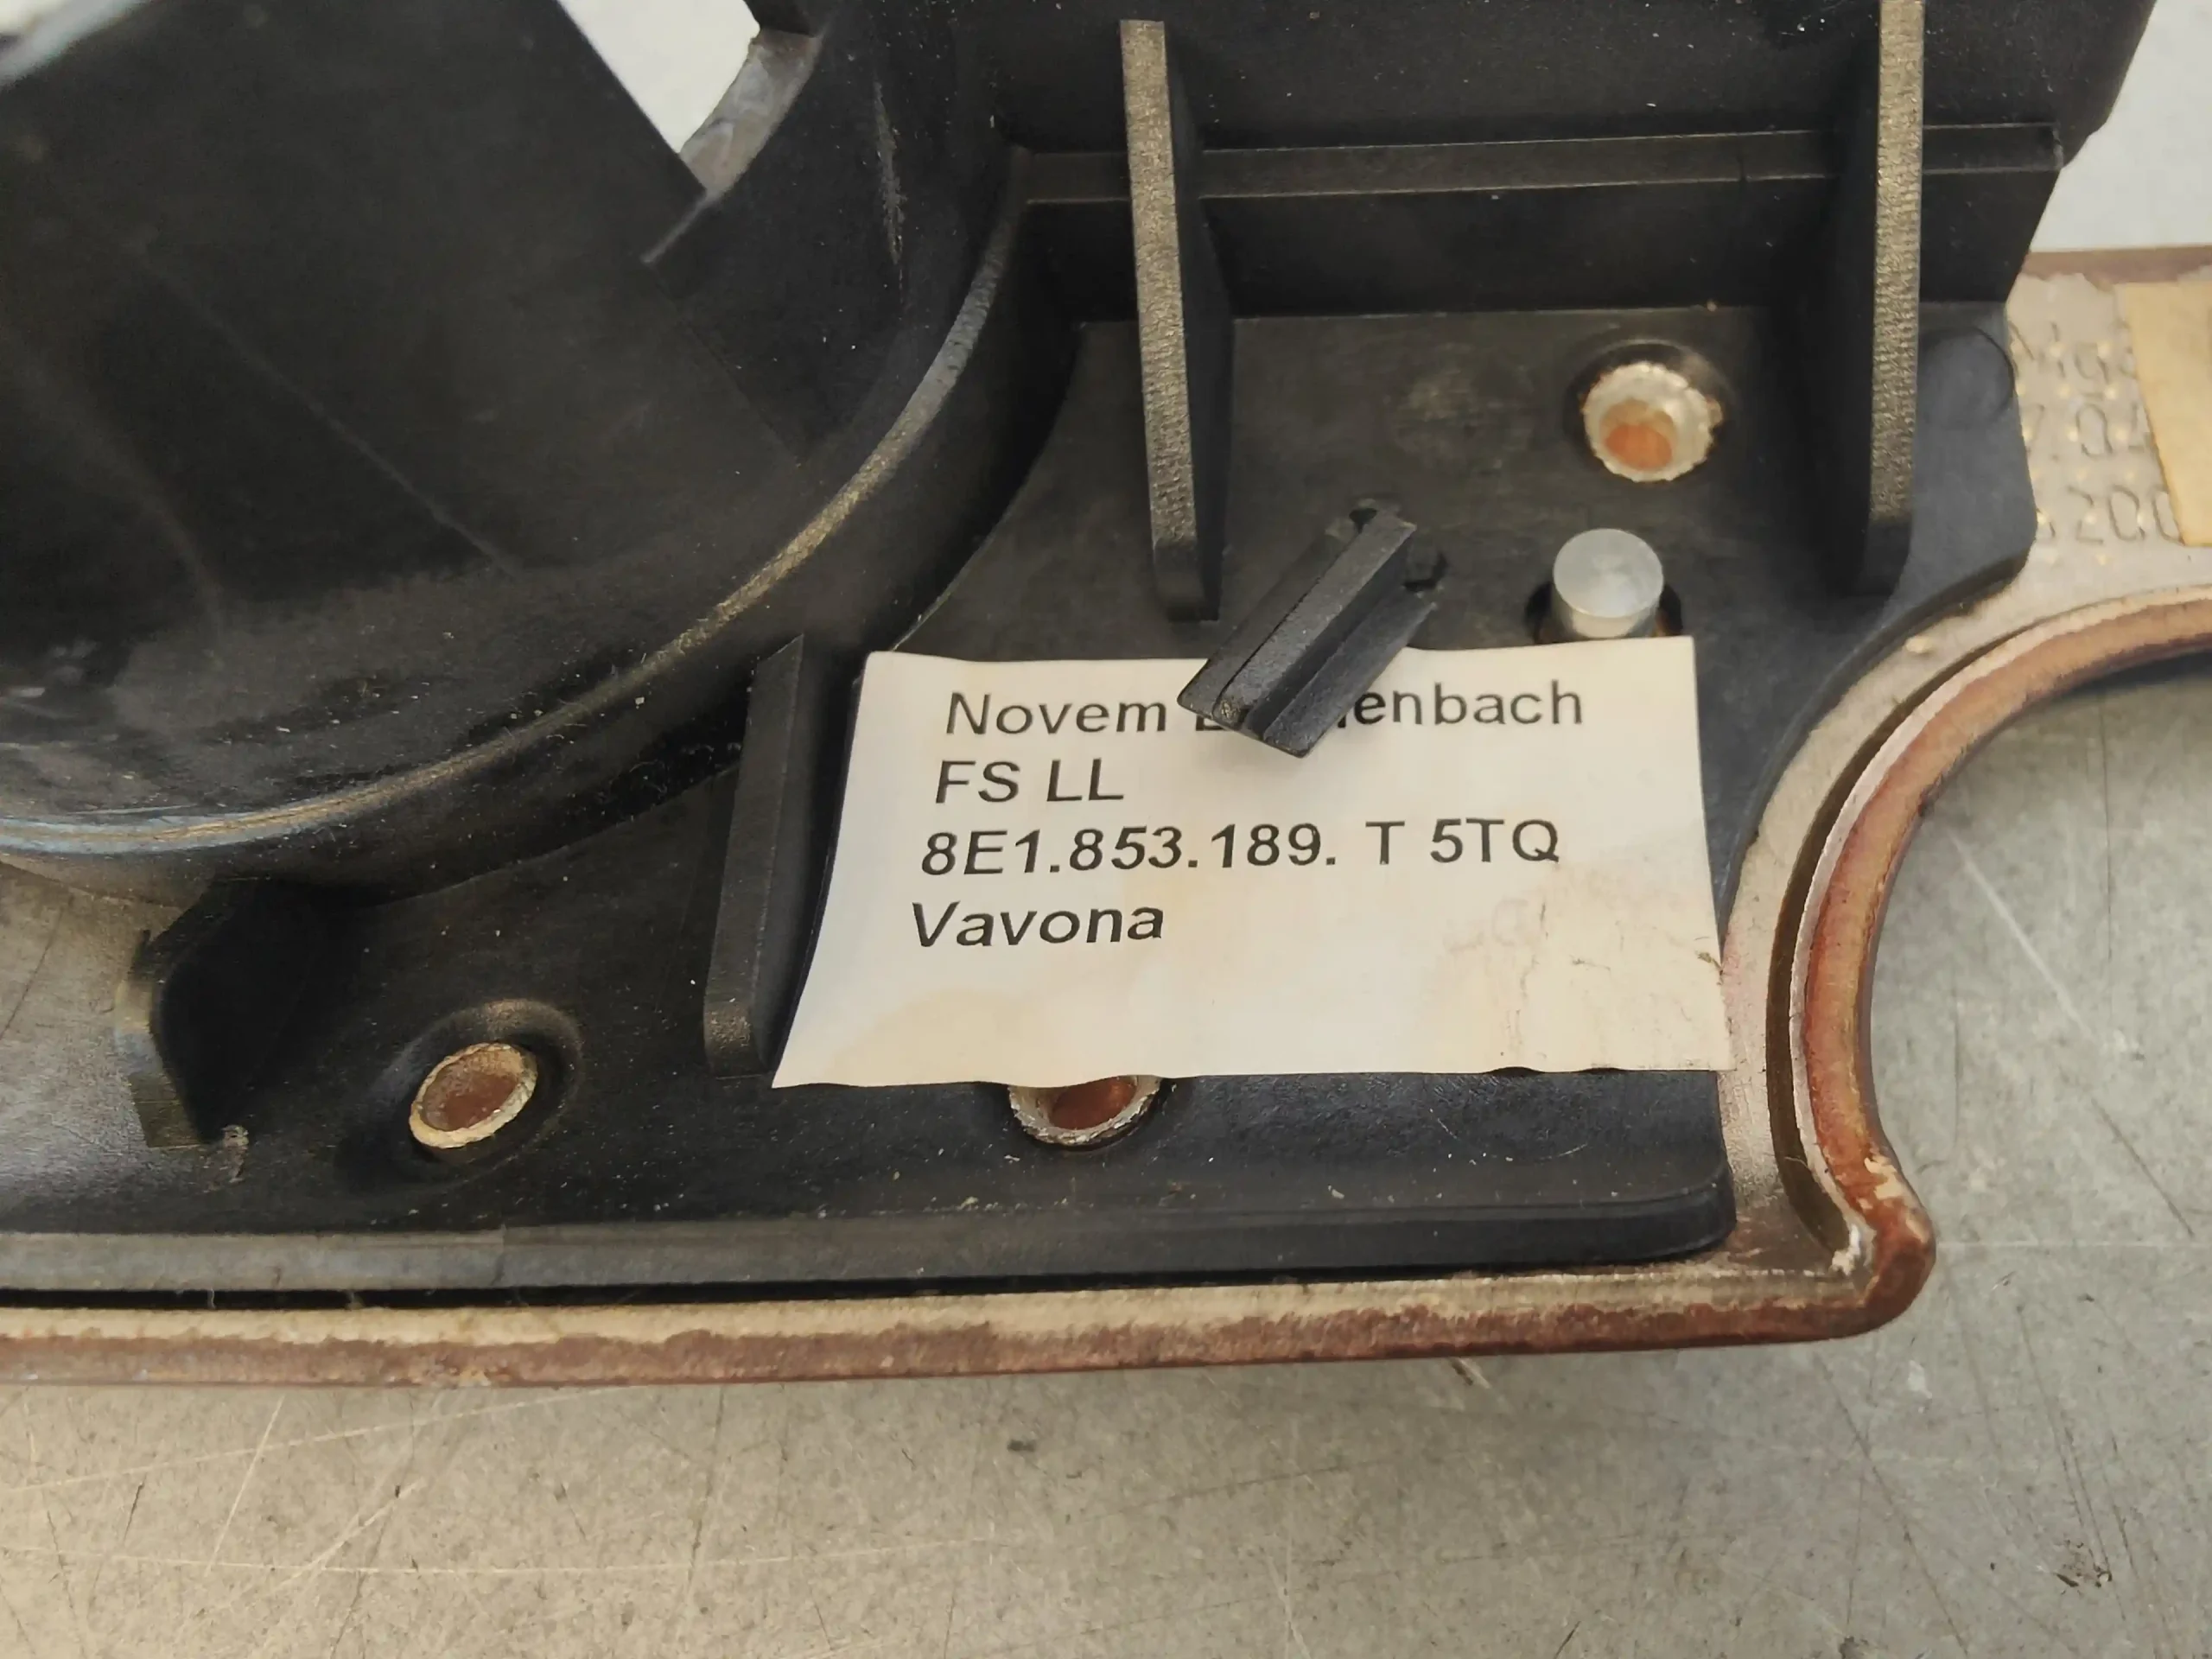 Novem
FS LL
8E1.853.189. T 5TQ
Vavona